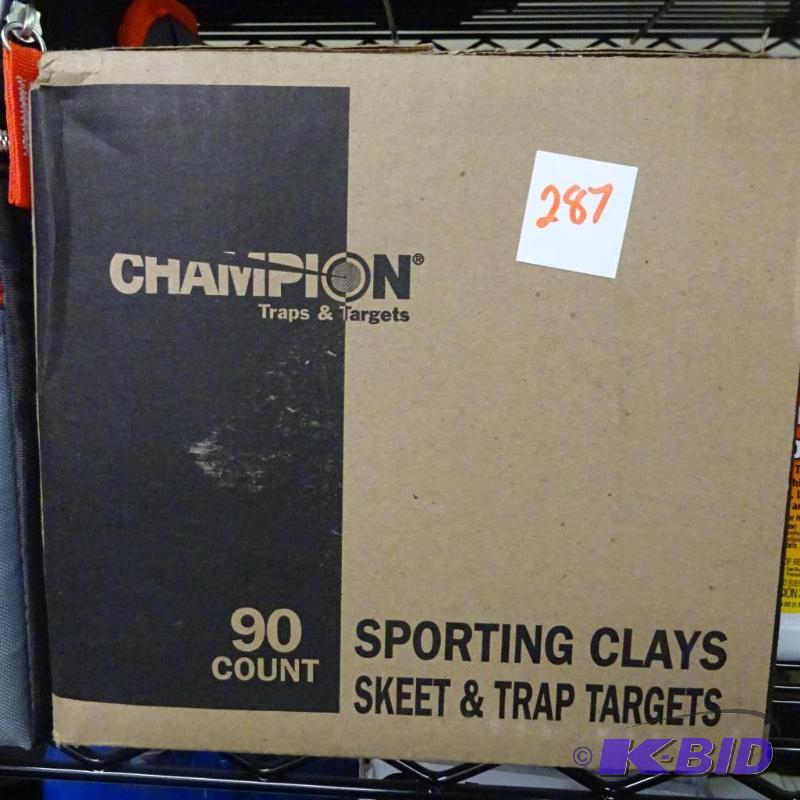 287
CHAMPION®
Traps & Targets
90
COUNT
SPORTING CLAYS
SKEET & TRAP TARGETS
© K-BID